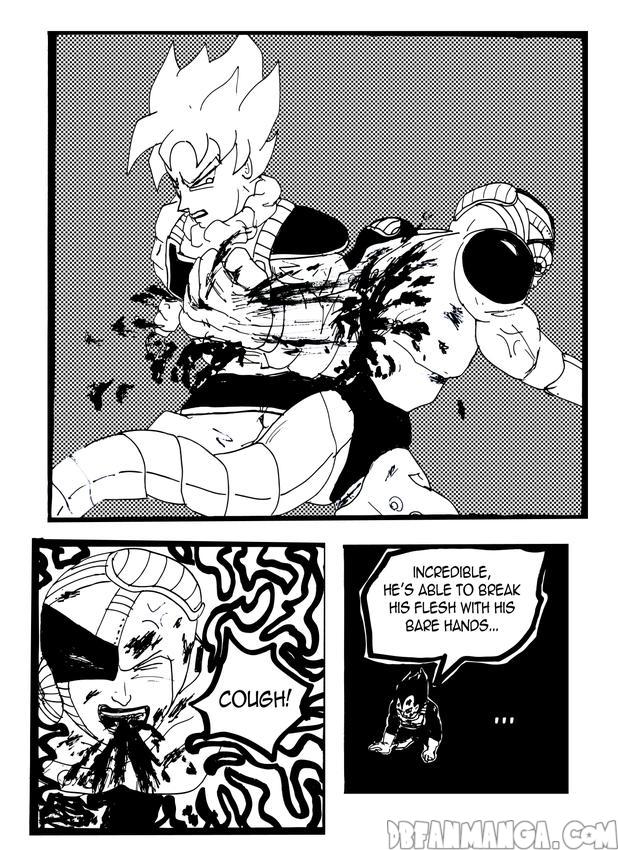 COUGH!
INCREDIBLE,
HE'S ABLE TO BREAK
HIS FLESH WITH HIS
BARE HANDS...
...
DBFANMANGA.COM